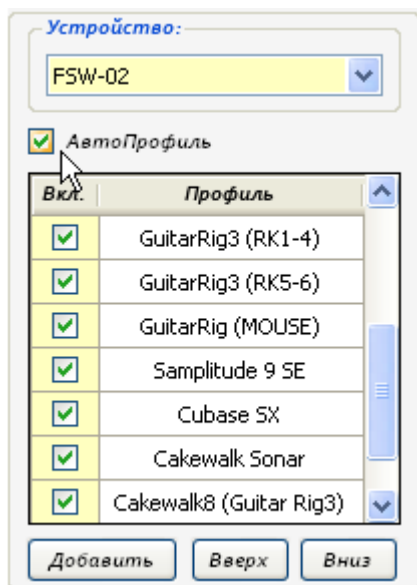 Устройство:
FSW-02
АвтоПрофиль
Вкл. Профиль
GuitarRig3 (RK1-4)
GuitarRig3 (RK5-6)
GuitarRig (MOUSE)
Samplitude 9 SE
Cubase SX
Cakewalk Sonar
Cakewalk8 (Guitar Rig3)
Добавить Вверх Вниз